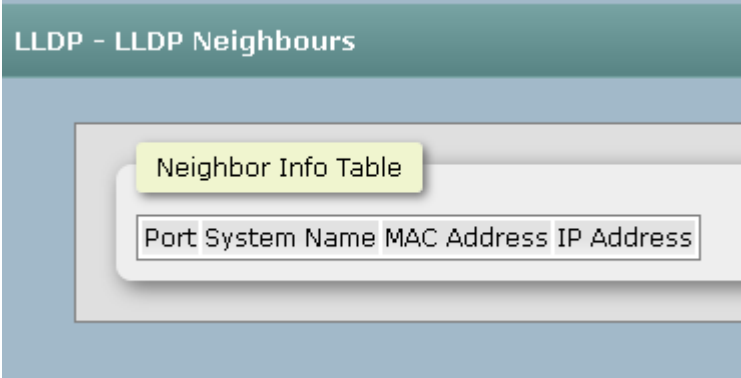 LLDP - LLDP Neighbours
Neighbor Info Table
Port System Name MAC Address IP Address